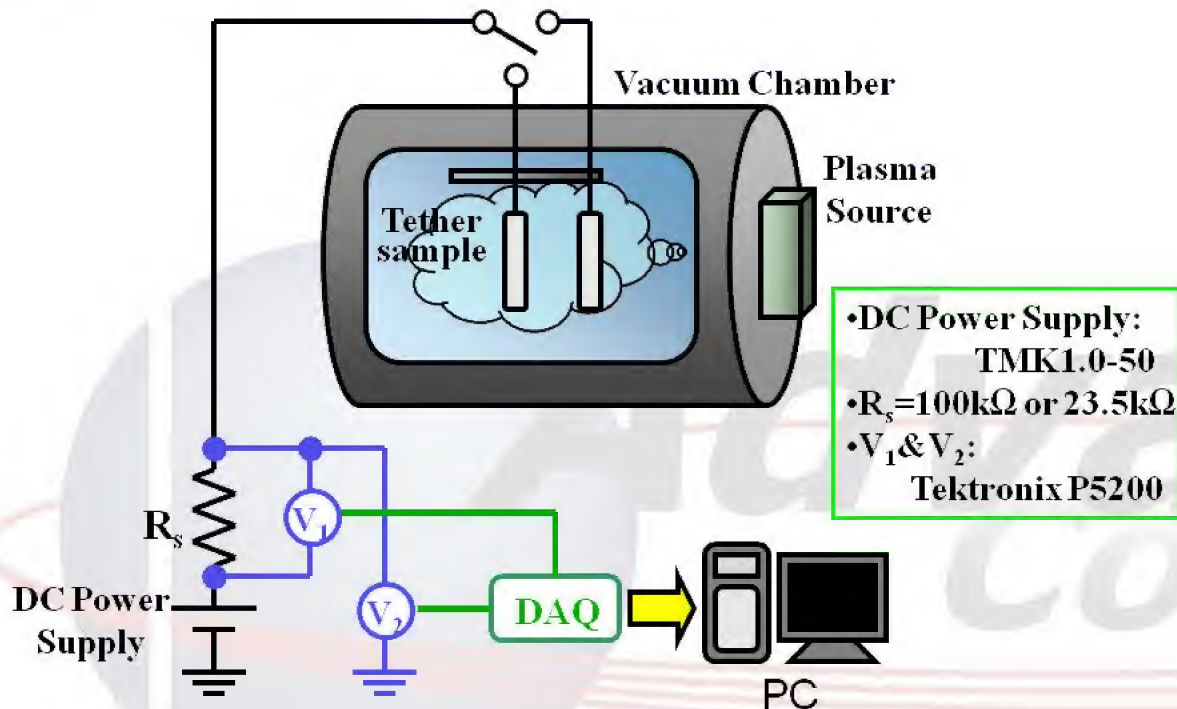 Vacuum Chamber
Plasma
Source
Tether
sample
•DC Power Supply:
TMK1.0-50
•Rs=100kΩ or 23.5kΩ
•V1&V2:
Tektronix P5200
Rs
V1
DC Power
Supply
V2
DAQ
PC